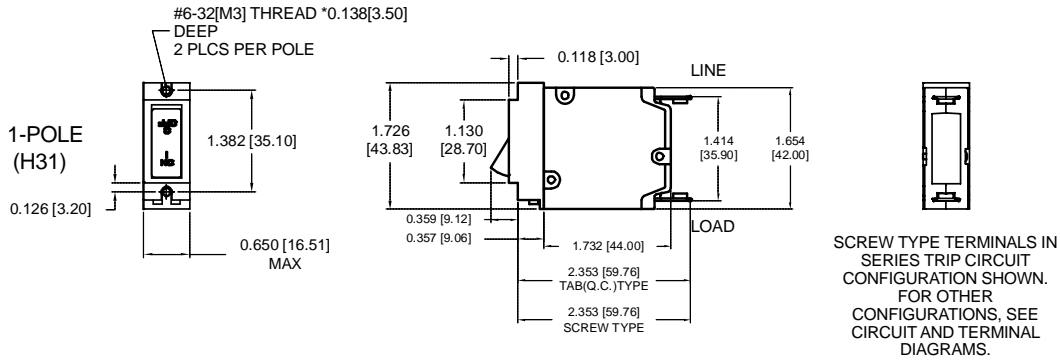 #6-32[M3] THREAD *0.138[3.50]
DEEP
2 PLCS PER POLE
1-POLE
(H31)
1.382 [35.10]
0.126 [3.20]
0.650 [16.51]
MAX
0.118 [3.00]
LINE
1.726
[43.83]
1.130
[28.70]
1.414
[35.90]
1.654
[42.00]
0.359 [9.12]
0.357 [9.06]
LOAD
1.732 [44.00]
2.353 [59.76]
TAB(Q.C.)TYPE
2.353 [59.76]
SCREW TYPE
SCREW TYPE TERMINALS IN
SERIES TRIP CIRCUIT
CONFIGURATION SHOWN.
FOR OTHER
CONFIGURATIONS, SEE
CIRCUIT AND TERMINAL
DIAGRAMS.